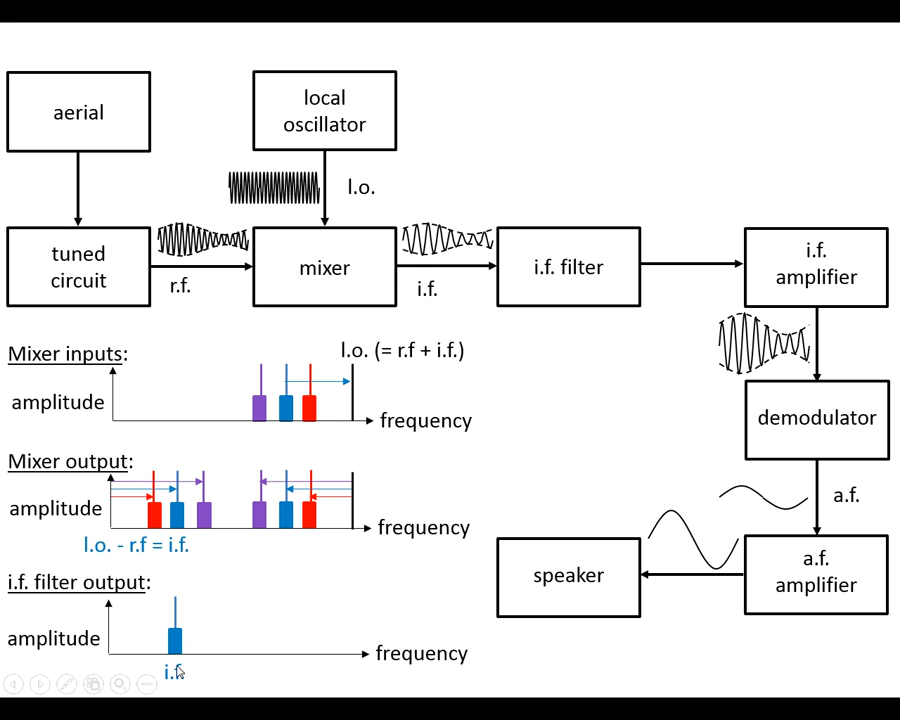 aerial
local
oscillator
l.o.
tuned
circuit
r.f.
mixer
i.f.
i.f. filter
i.f.
amplifier
Mixer inputs:
l.o. (= r.f + i.f.)
amplitude
frequency
demodulator
Mixer output:
amplitude
frequency
a.f.
l.o. - r.f = i.f.
speaker
a.f.
amplifier
i.f. filter output:
amplitude
frequency
i.f.